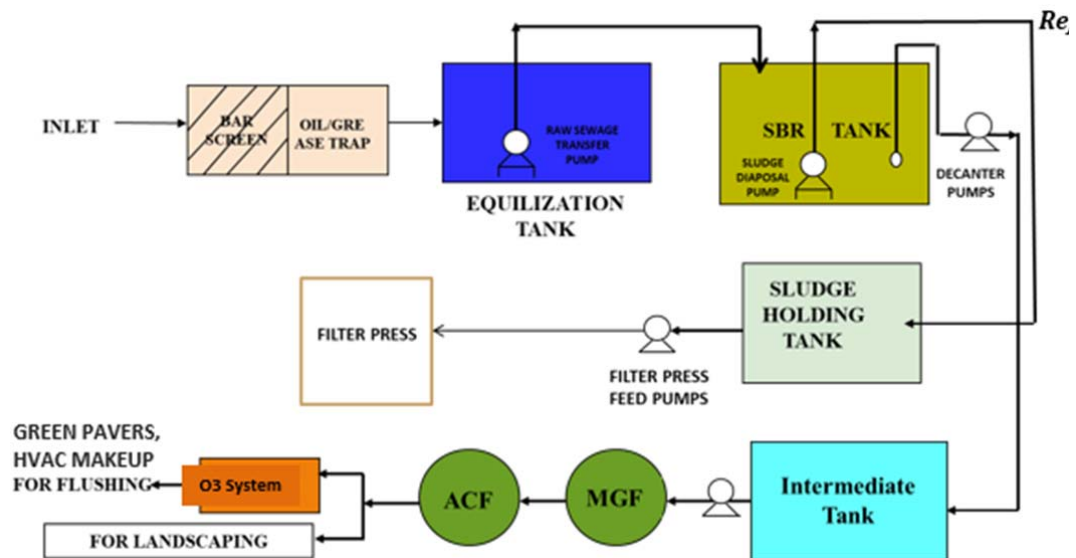 Ref
INLET
BAR
SCREEN
OIL/GRE
ASE TRAP
RAW SEWAGE
TRANSFER
PUMP
EQUILIZATION
TANK
SBR TANK
SLUDGE
DIAPOSAL
PUMP
DECANTER
PUMPS
SLUDGE
HOLDING
TANK
FILTER PRESS
FILTER PRESS
FEED PUMPS
GREEN PAVERS,
HVAC MAKEUP
FOR FLUSHING
O3 System
ACF
MGF
Intermediate
Tank
FOR LANDSCAPING